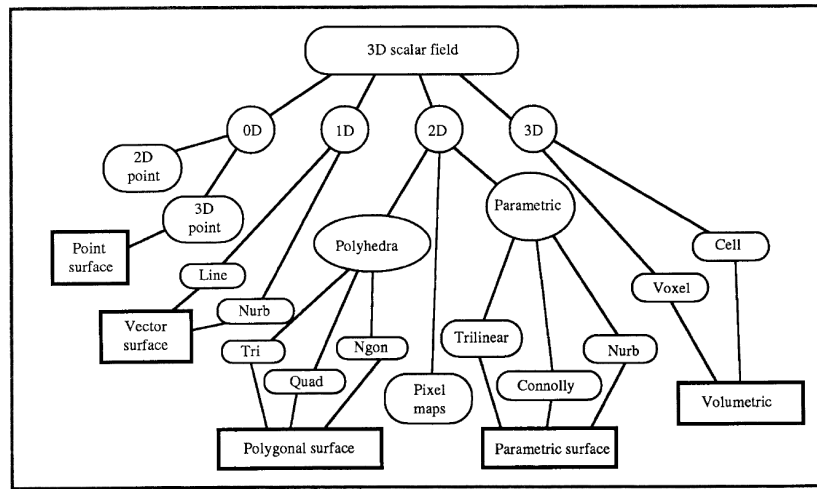 3D scalar field
0D
1D
2D
3D
2D
point
3D
point
Parametric
Point
surface
Polyhedra
Cell
Line
Voxel
Vector
surface
Nurb
Tri
Ngon
Trilinear
Nurb
Quad
Pixel
maps
Connolly
Volumetric
Polygonal surface
Parametric surface